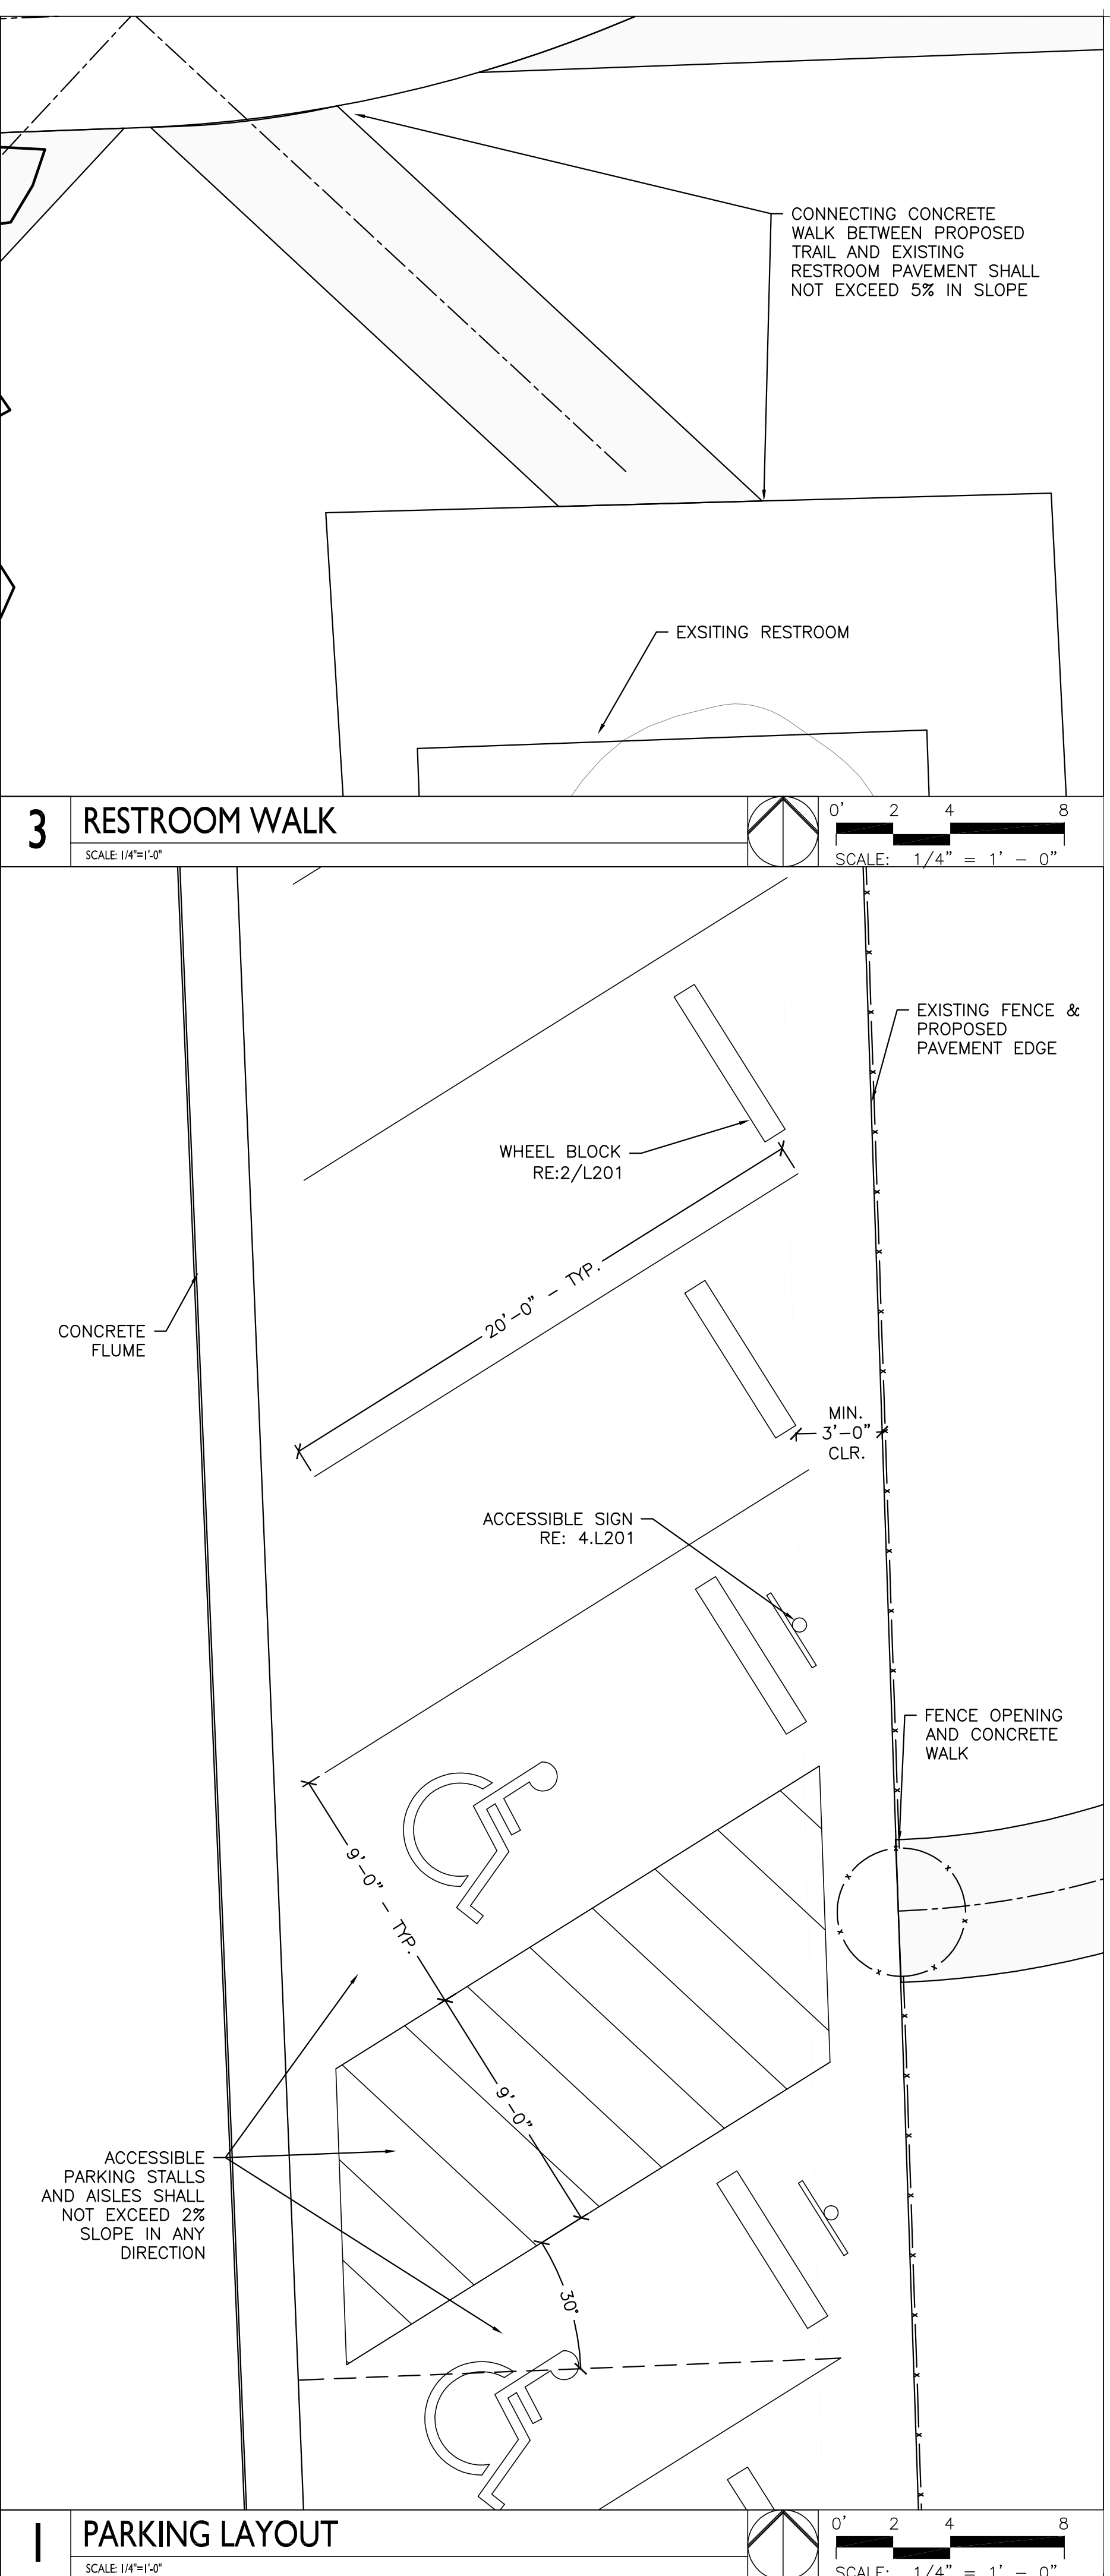 CONNECTING CONCRETE
WALK BETWEEN PROPOSED
TRAIL AND EXISTING
RESTROOM PAVEMENT SHALL
NOT EXCEED 5% IN SLOPE
EXSITING RESTROOM
3
RESTROOM WALK
SCALE: 1/4"=1'-0"
0' 2 4 8
SCALE: 1/4" = 1' - 0"
EXISTING FENCE &
PROPOSED
PAVEMENT EDGE
WHEEL BLOCK
RE:2/L201
20'-0" - TYP.
CONCRETE
FLUME
MIN.
3'-0"
CLR.
ACCESSIBLE SIGN
RE: 4.L201
FENCE OPENING
AND CONCRETE
WALK
9'-0" - TYP.
9'-0"
ACCESSIBLE
PARKING STALLS
AND AISLES SHALL
NOT EXCEED 2%
SLOPE IN ANY
DIRECTION
30°
1
PARKING LAYOUT
SCALE: 1/4"=1'-0"
0' 2 4 8
SCALE: 1/4" = 1' - 0"